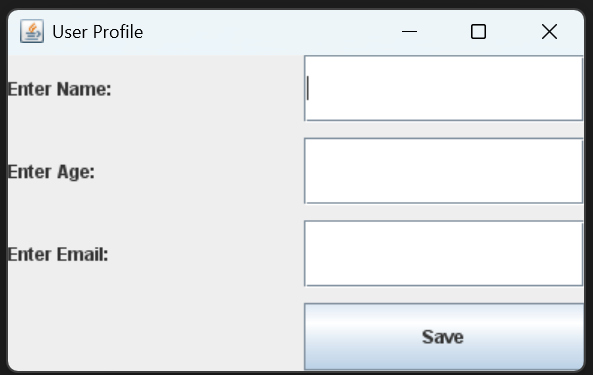 User Profile
Enter Name:
Enter Age:
Enter Email:
Save